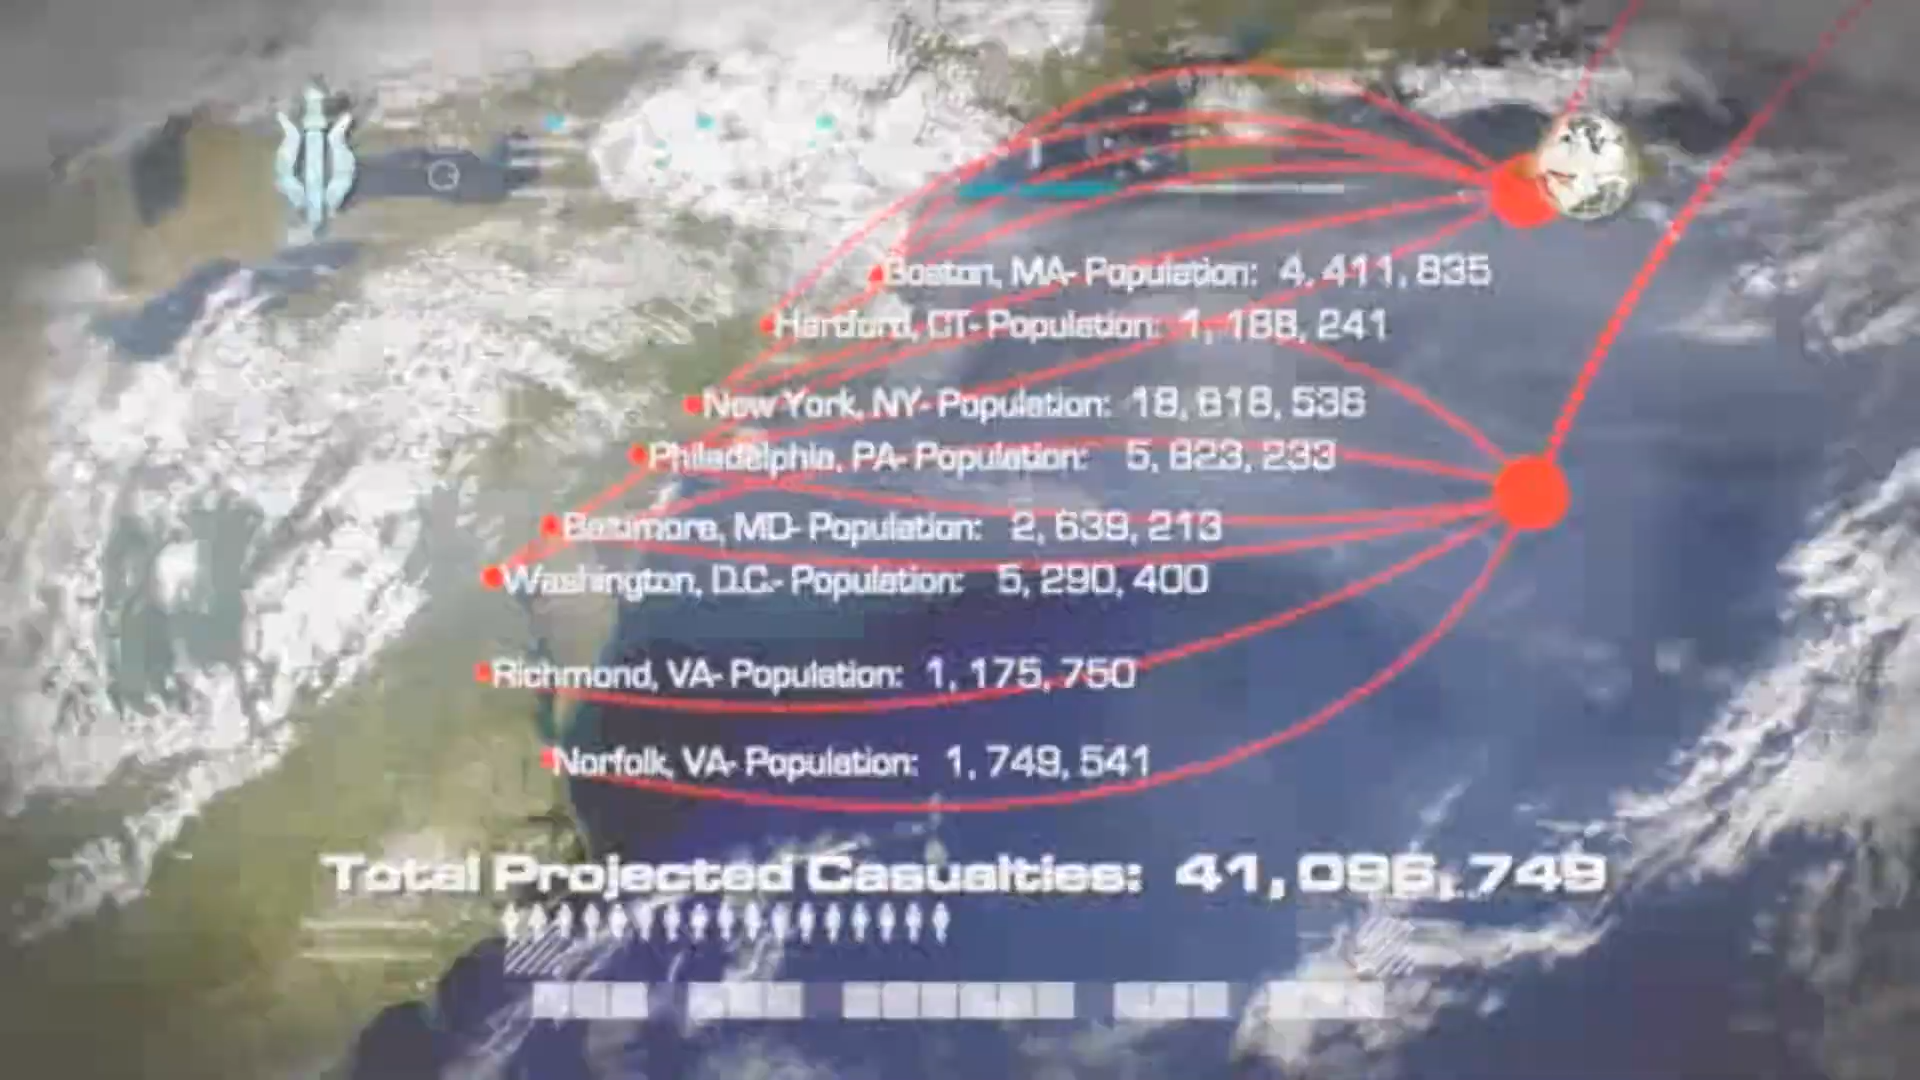 Boston, MA- Population: 4, 411, 835
Hartford, CT- Population: 1, 188, 241
New York, NY- Population: 18, 818, 536
Philadelphia, PA- Population: 5, 823, 233
Baltimore, MD- Population: 2, 639, 213
Washington, D.C.- Population: 5, 290, 400
Richmond, VA- Population: 1, 175, 750
Norfolk, VA- Population: 1, 749, 541
Total Projected Casualties: 41, 096, 749